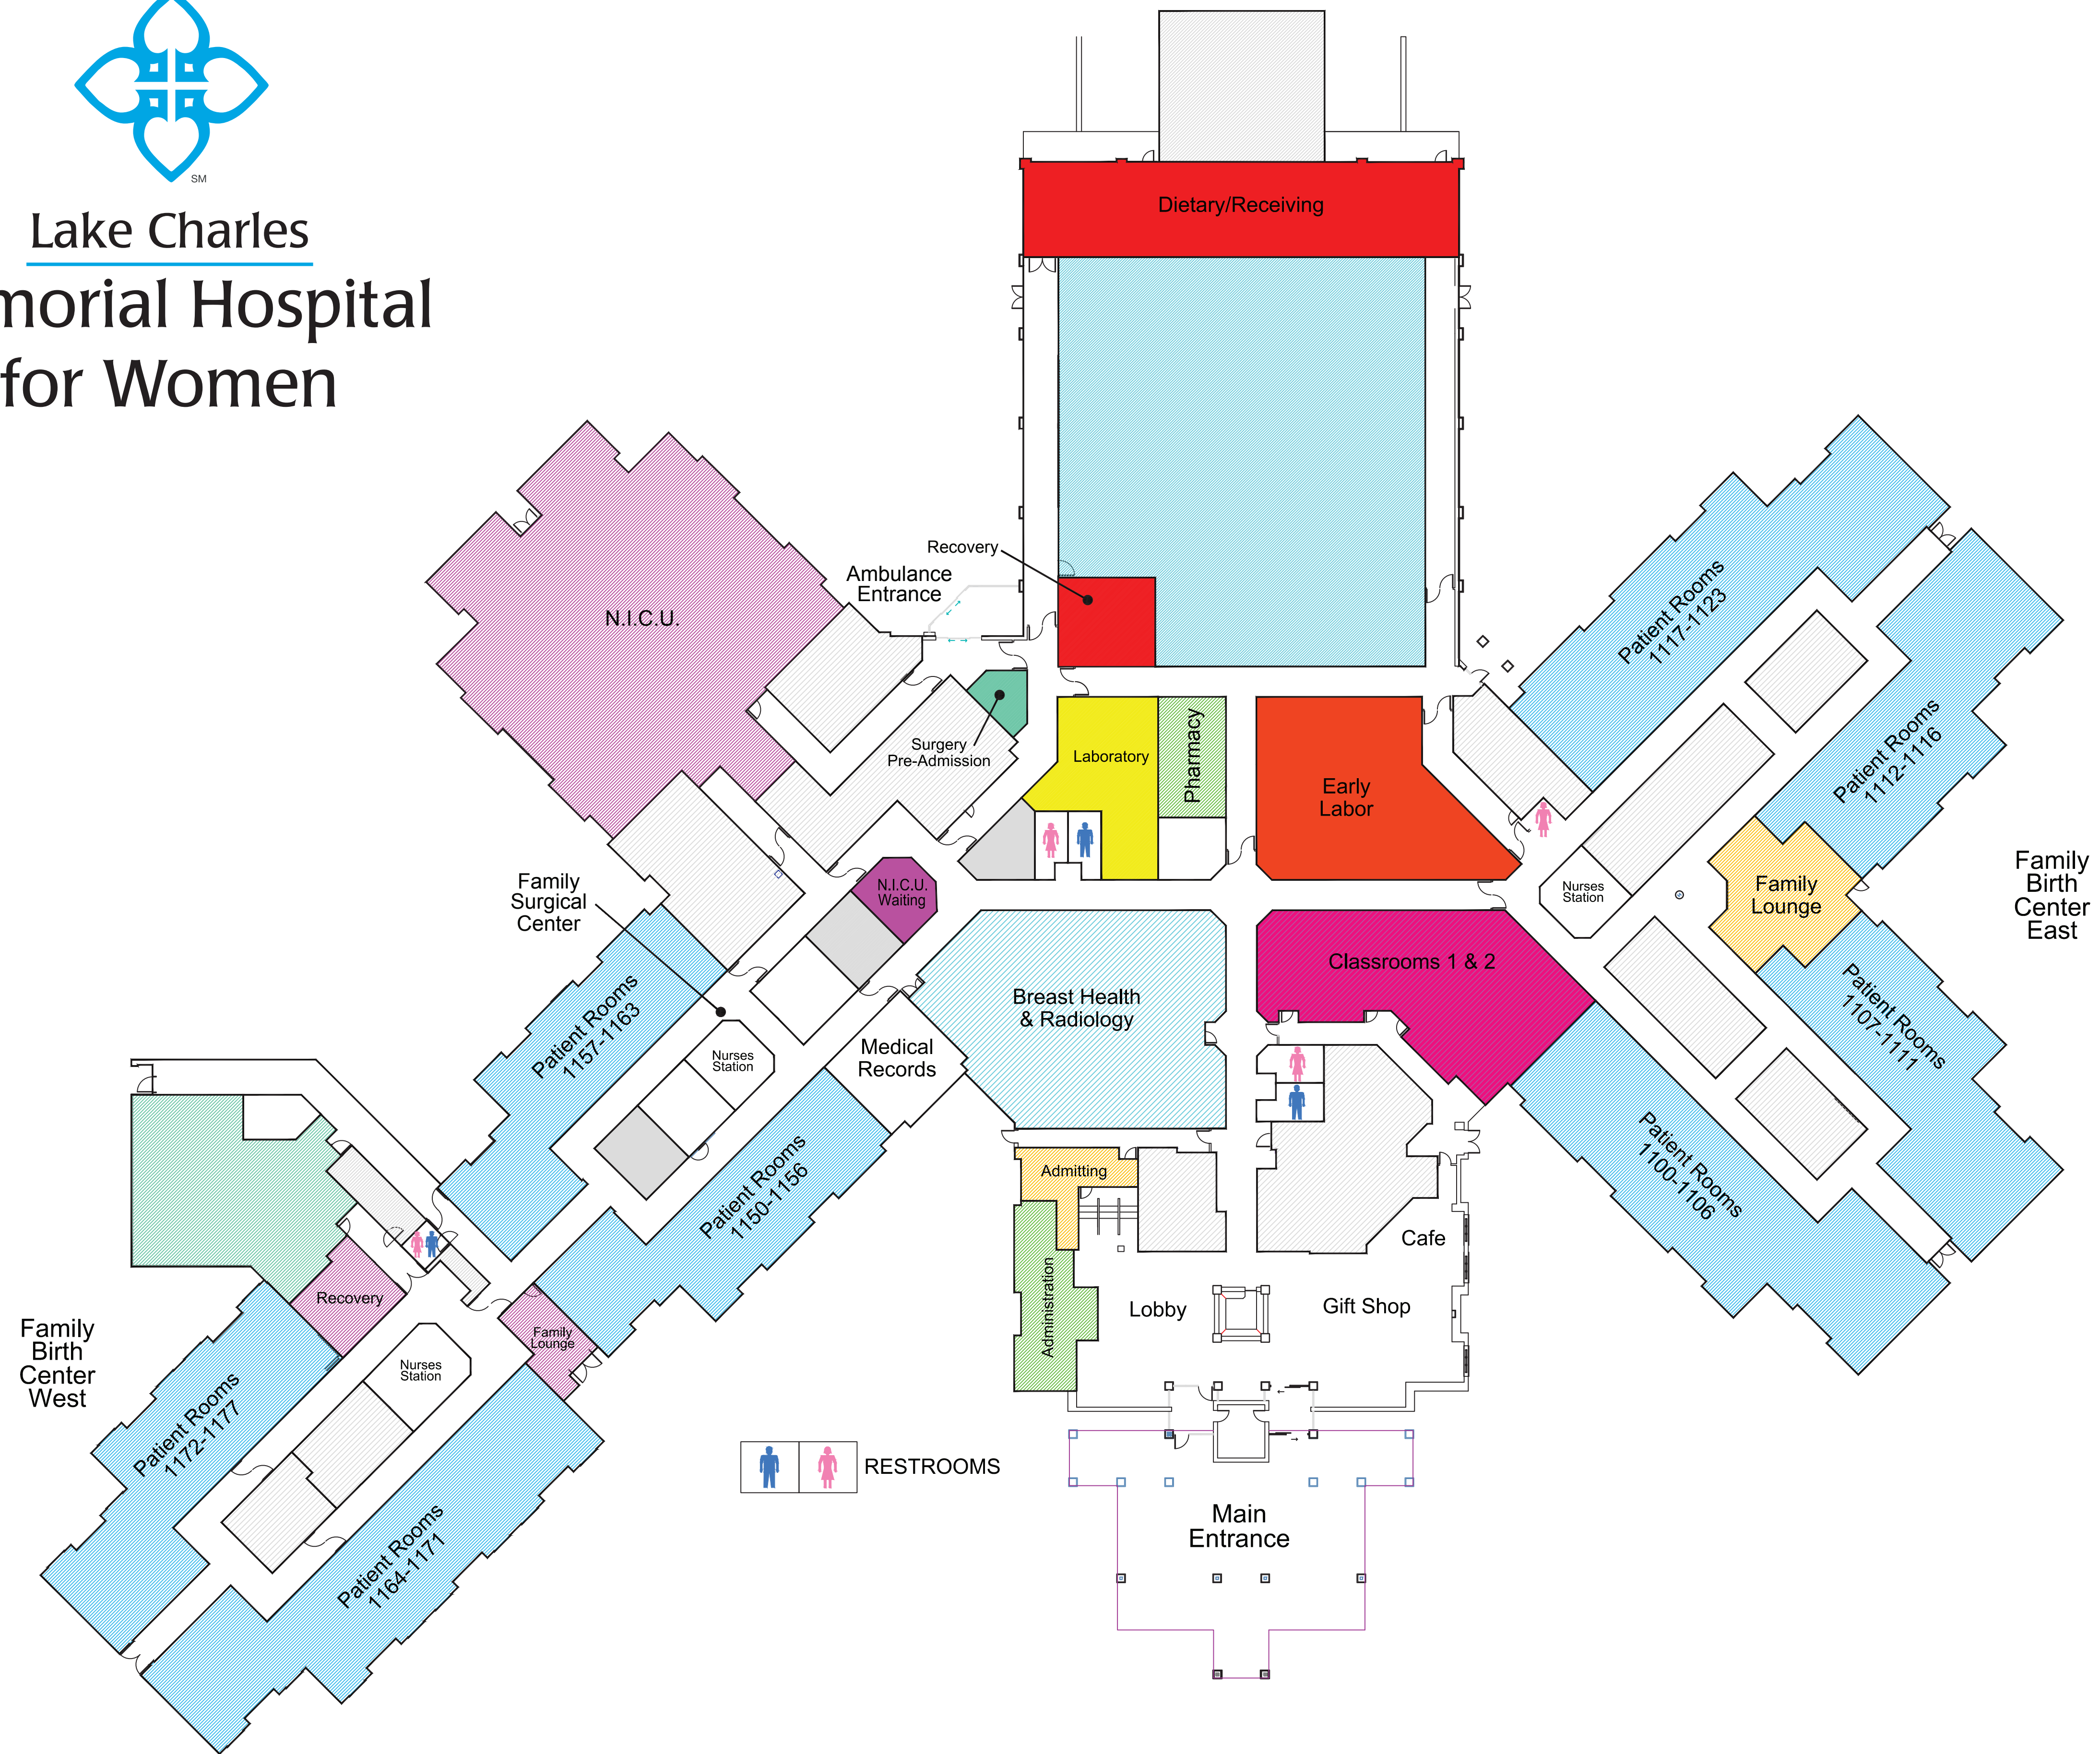 SM
Lake Charles
morial Hospital
for Women
Dietary/Receiving
Recovery
Ambulance
Entrance
N.I.C.U.
Surgery
Pre-Admission
Laboratory
Pharmacy
Early
Labor
Patient Rooms
1117-1123
Patient Rooms
1112-1116
Family
Birth
Center
East
Family
Lounge
Nurses
Station
N.I.C.U.
Waiting
Family
Surgical
Center
Classrooms 1 & 2
Breast Health
& Radiology
Patient Rooms
1107-1111
Patient Rooms
1157-1163
Medical
Records
Nurses
Station
Patient Rooms
1100-1106
Patient Rooms
1150-1156
Admitting
Cafe
Administration
Lobby
Gift Shop
Recovery
Family
Lounge
Family
Birth
Center
West
Nurses
Station
Patient Rooms
1172-1177
Patient Rooms
1164-1171
RESTROOMS
Main
Entrance